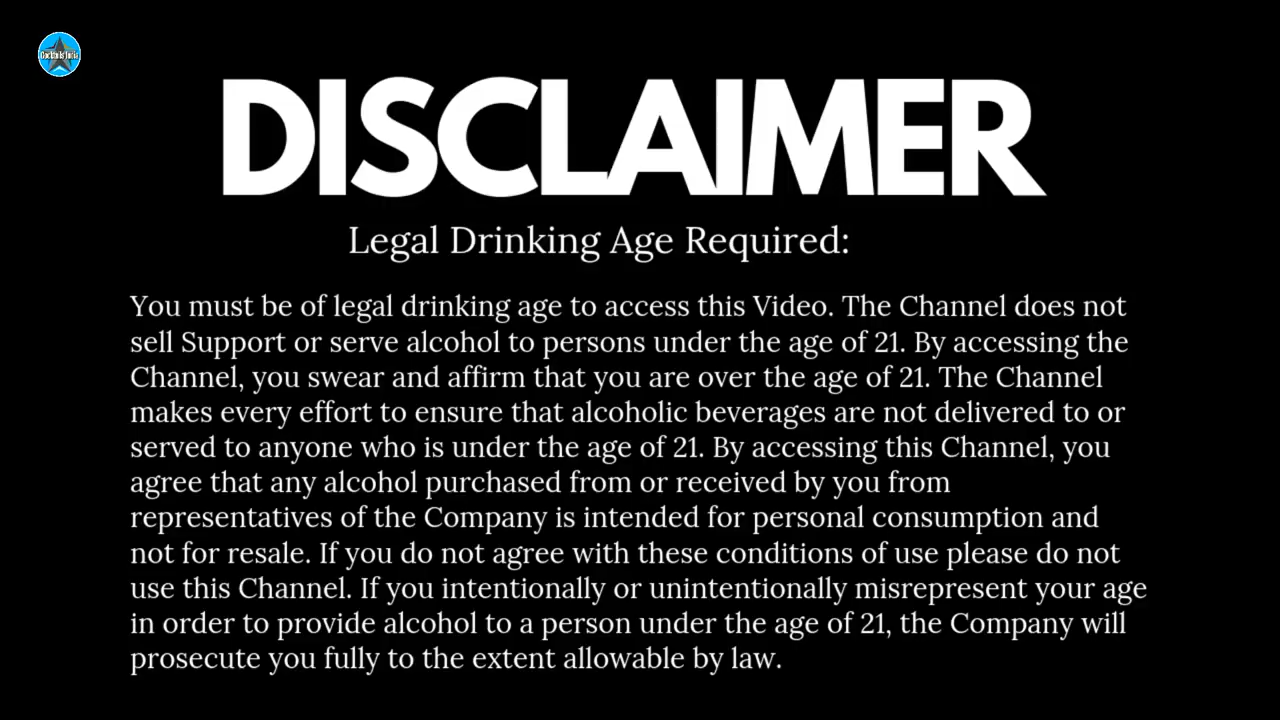 Cocktails India
DISCLAIMER
Legal Drinking Age Required:
You must be of legal drinking age to access this Video. The Channel does not
sell Support or serve alcohol to persons under the age of 21. By accessing the
Channel, you swear and affirm that you are over the age of 21. The Channel
makes every effort to ensure that alcoholic beverages are not delivered to or
served to anyone who is under the age of 21. By accessing this Channel, you
agree that any alcohol purchased from or received by you from
representatives of the Company is intended for personal consumption and
not for resale. If you do not agree with these conditions of use please do not
use this Channel. If you intentionally or unintentionally misrepresent your age
in order to provide alcohol to a person under the age of 21, the Company will
prosecute you fully to the extent allowable by law.